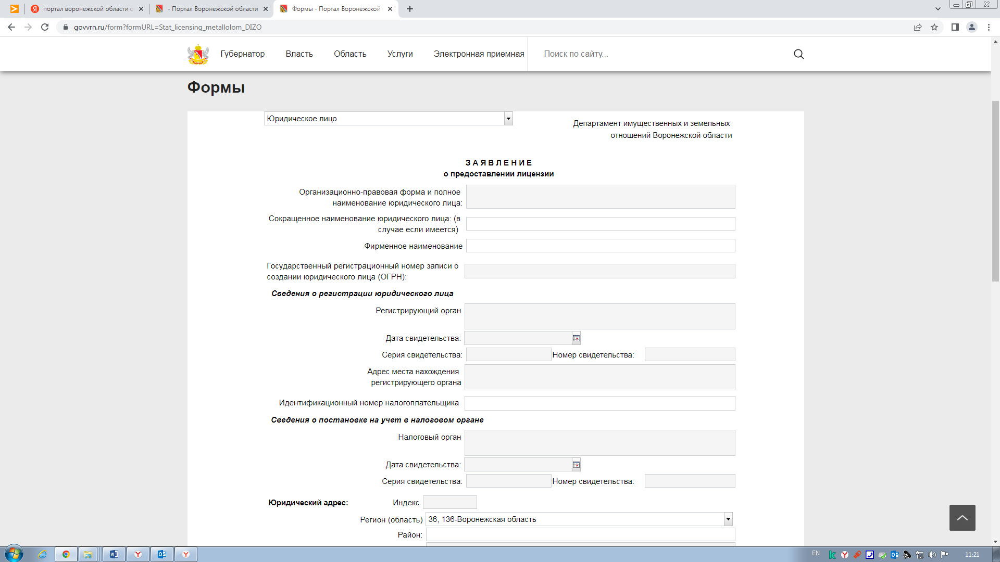 портал воронежской области о
- Портал Воронежской области
Формы - Портал Воронежской
govvrn.ru/form?formURL=Stat_licensing_metallolom_DIZO
Губернатор Власть Область Услуги Электронная приемная Поиск по сайту...
Формы
Юридическое лицо
Департамент имущественных и земельных
отношений Воронежской области
З А Я В Л Е Н И Е
о предоставлении лицензии
Организационно-правовая форма и полное
наименование юридического лица:
Сокращенное наименование юридического лица: (в
случае если имеется)
Фирменное наименование
Государственный регистрационный номер записи о
создании юридического лица (ОГРН):
Сведения о регистрации юридического лица
Регистрирующий орган
Дата свидетельства:
Серия свидетельства: Номер свидетельства:
Адрес места нахождения
регистрирующего органа
Идентификационный номер налогоплательщика
Сведения о постановке на учет в налоговом органе
Налоговый орган
Дата свидетельства:
Серия свидетельства: Номер свидетельства:
Юридический адрес: Индекс
Регион (область) 36, 136-Воронежская область
Район:
EN 11:21